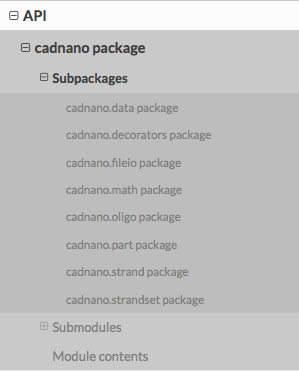 API
cadnano package
Subpackages
cadnano.data package
cadnano.decorators package
cadnano.fileio package
cadnano.math package
cadnano.oligo package
cadnano.part package
cadnano.strand package
cadnano.strandset package
Submodules
Module contents